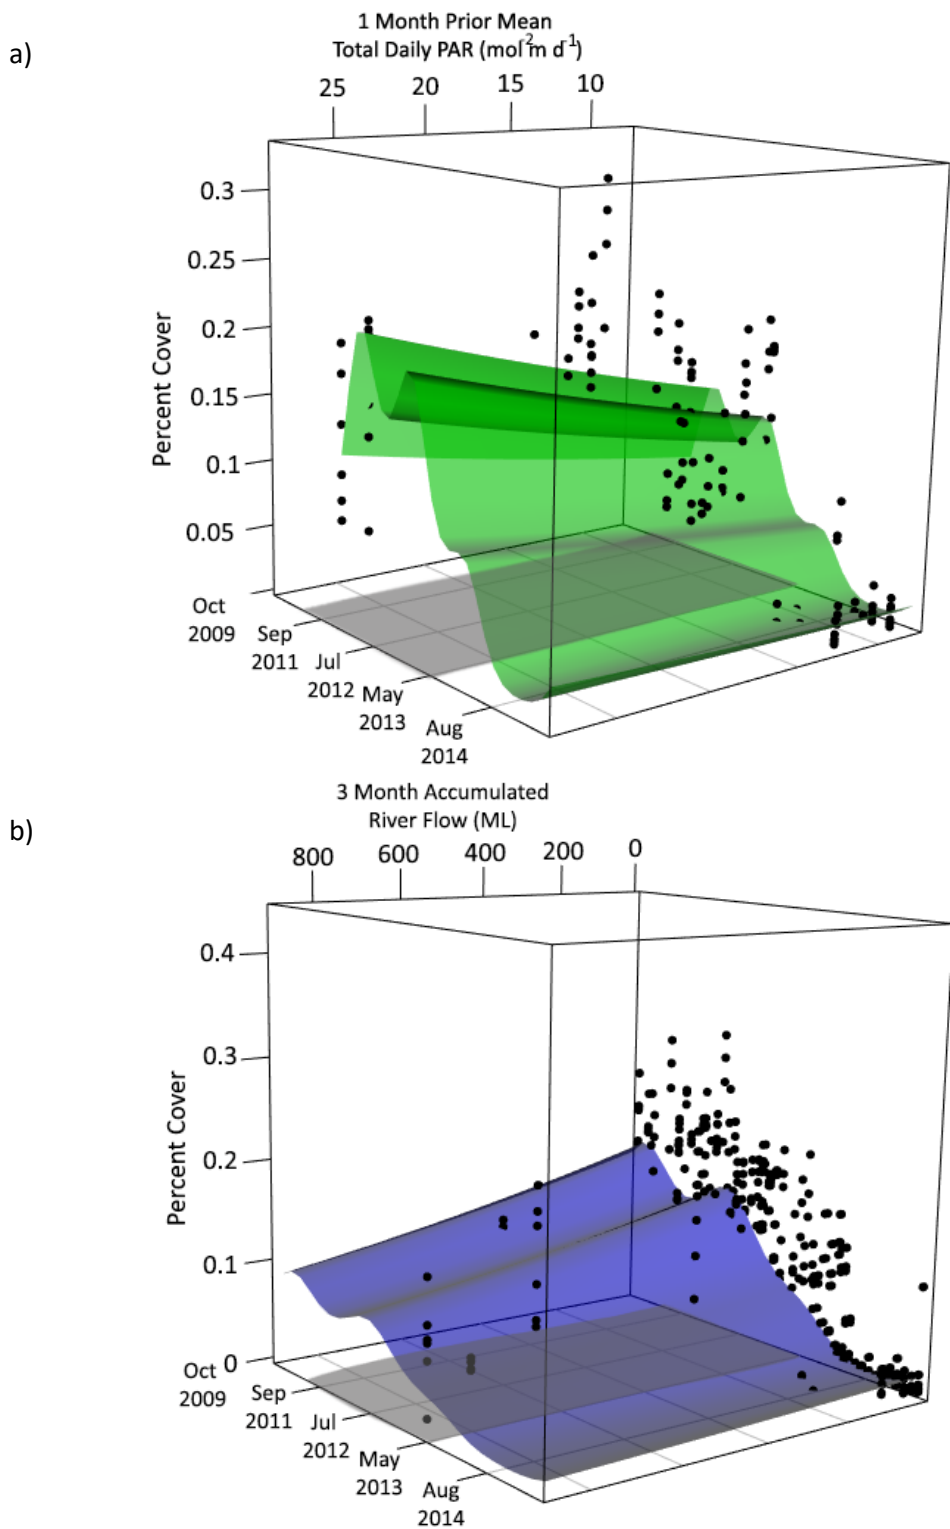 a)
1 Month Prior Mean
Total Daily PAR (mol⁻²m d⁻¹)
25 20 15 10
0.3
0.25
0.2
0.15
0.1
0.05
Percent Cover
Oct
2009
Sep
2011
Jul
2012
May
2013
Aug
2014
b)
3 Month Accumulated
River Flow (ML)
800 600 400 200 0
0.4
0.3
0.2
0.1
0
Percent Cover
Oct
2009
Sep
2011
Jul
2012
May
2013
Aug
2014